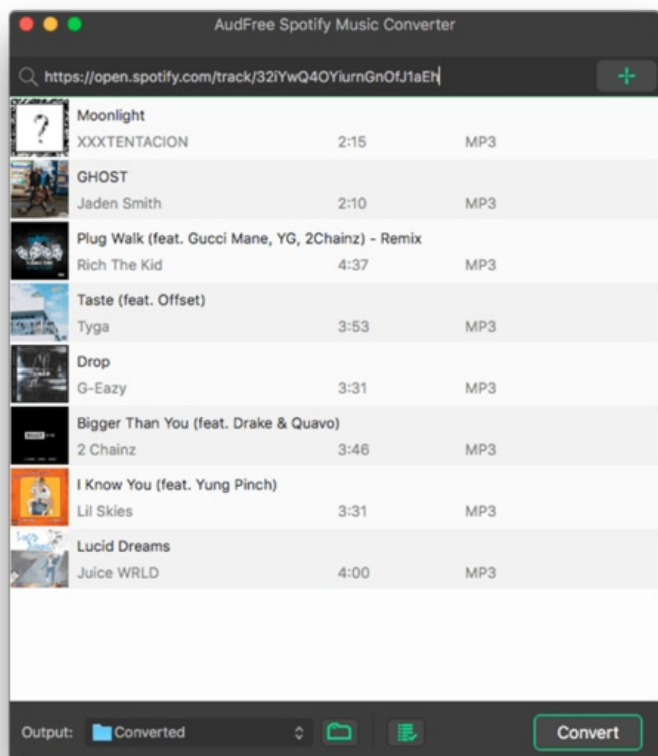 AudFree Spotify Music Converter
https://open.spotify.com/track/32iYwQ4OYiurnGnOfJ1aEh
Moonlight
XXXTENTACION 2:15 MP3
GHOST
Jaden Smith 2:10 MP3
Plug Walk (feat. Gucci Mane, YG, 2Chainz) - Remix
Rich The Kid 4:37 MP3
Taste (feat. Offset)
Tyga 3:53 MP3
Drop
G-Eazy 3:31 MP3
Bigger Than You (feat. Drake & Quavo)
2 Chainz 3:46 MP3
I Know You (feat. Yung Pinch)
Lil Skies 3:31 MP3
Lucid Dreams
Juice WRLD 4:00 MP3
Output: Converted Convert